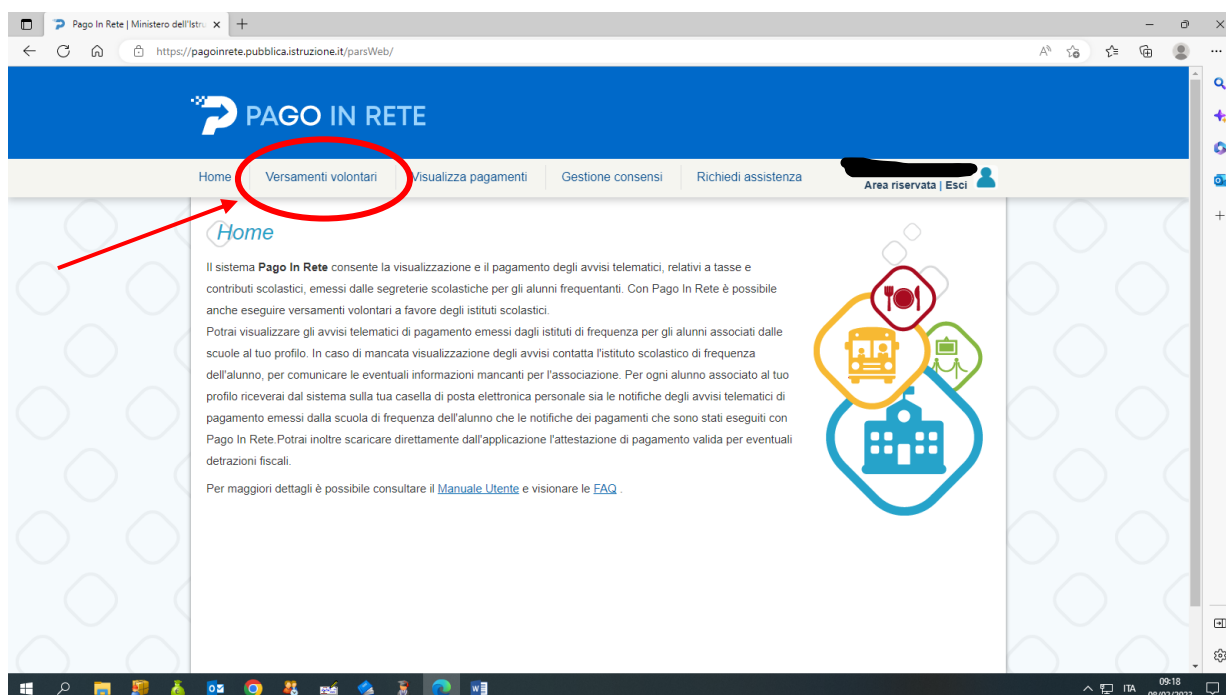 Pago In Rete | Ministero dell'Istru
https://pagoinrete.pubblica.istruzione.it/parsWeb/
PAGO IN RETE
Home Versamenti volontari Visualizza pagamenti Gestione consensi Richiedi assistenza
Area riservata | Esci
Home
Il sistema Pago In Rete consente la visualizzazione e il pagamento degli avvisi telematici, relativi a tasse e
contributi scolastici, emessi dalle segreterie scolastiche per gli alunni frequentanti. Con Pago In Rete è possibile
anche eseguire versamenti volontari a favore degli istituti scolastici.
Potrai visualizzare gli avvisi telematici di pagamento emessi dagli istituti di frequenza per gli alunni associati dalle
scuole al tuo profilo. In caso di mancata visualizzazione degli avvisi contatta l'istituto scolastico di frequenza
dell'alunno, per comunicare le eventuali informazioni mancanti per l'associazione. Per ogni alunno associato al tuo
profilo riceverai dal sistema sulla tua casella di posta elettronica personale sia le notifiche degli avvisi telematici di
pagamento emessi dalla scuola di frequenza dell'alunno che le notifiche dei pagamenti che sono stati eseguiti con
Pago In Rete.Potrai inoltre scaricare direttamente dall'applicazione l'attestazione di pagamento valida per eventuali
detrazioni fiscali.
Per maggiori dettagli è possibile consultare il Manuale Utente e visionare le FAQ .
ITA
09:18